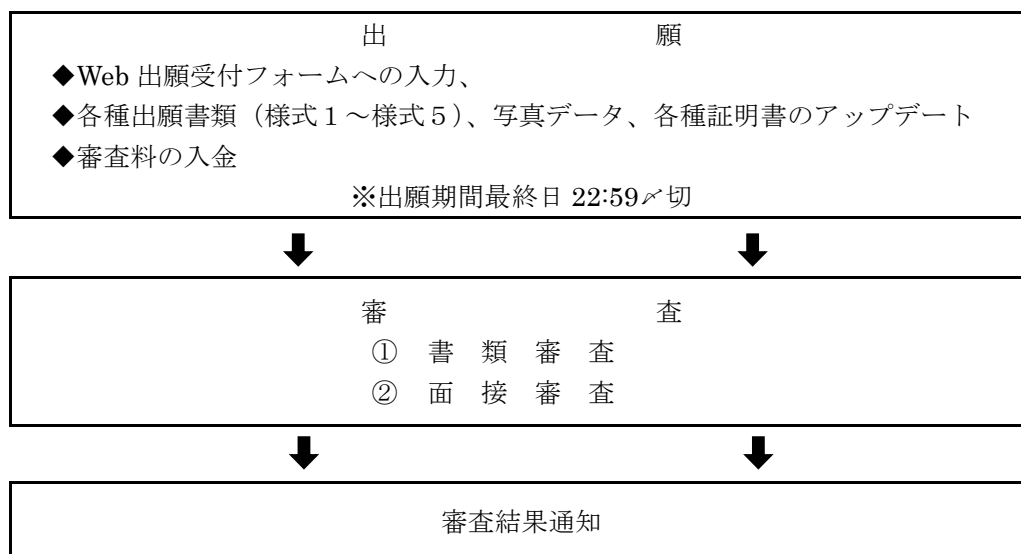 出 願
◆Web 出願受付フォームへの入力、
◆各種出願書類（様式１～様式５）、写真データ、各種証明書のアップデート
◆審査料の入金
※出願期間最終日 22:59〆切
審 査
① 書 類 審 査
② 面 接 審 査
審査結果通知